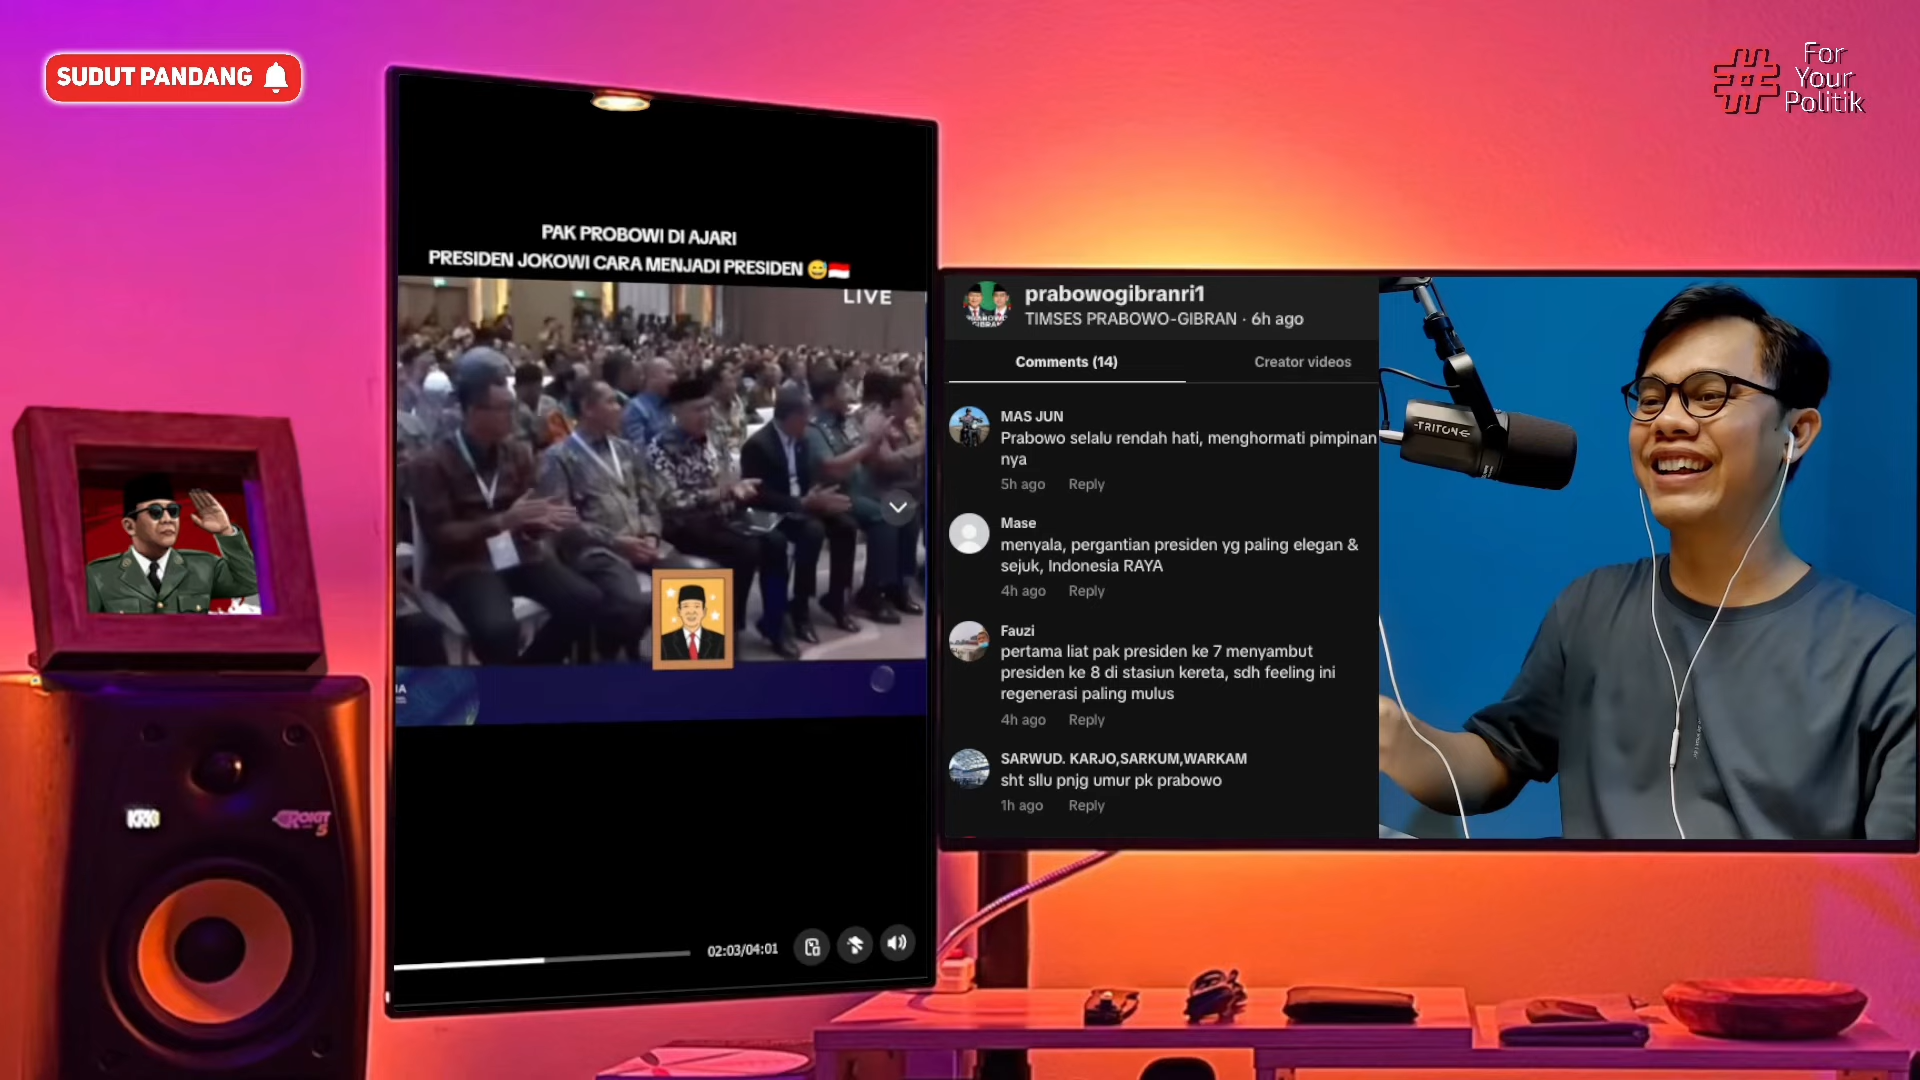 SUDUT PANDANG
For
Your
Politik
PAK PROBOWI DI AJARI
PRESIDEN JOKOWI CARA MENJADI PRESIDEN 😅🇮🇩
LIVE
IA
02:03/04:01
prabowogibranri1
TIMSES PRABOWO-GIBRAN · 6h ago
Comments (14)
Creator videos
MAS JUN
Prabowo selalu rendah hati, menghormati pimpinan
nya
5h ago Reply
Mase
menyala, pergantian presiden yg paling elegan &
sejuk, Indonesia RAYA
4h ago Reply
Fauzi
pertama liat pak presiden ke 7 menyambut
presiden ke 8 di stasiun kereta, sdh feeling ini
regenerasi paling mulus
4h ago Reply
SARWUD. KARJO,SARKUM,WARKAM
sht sllu pnjg umur pk prabowo
1h ago Reply
TRITON
KRK
ROKIT 5